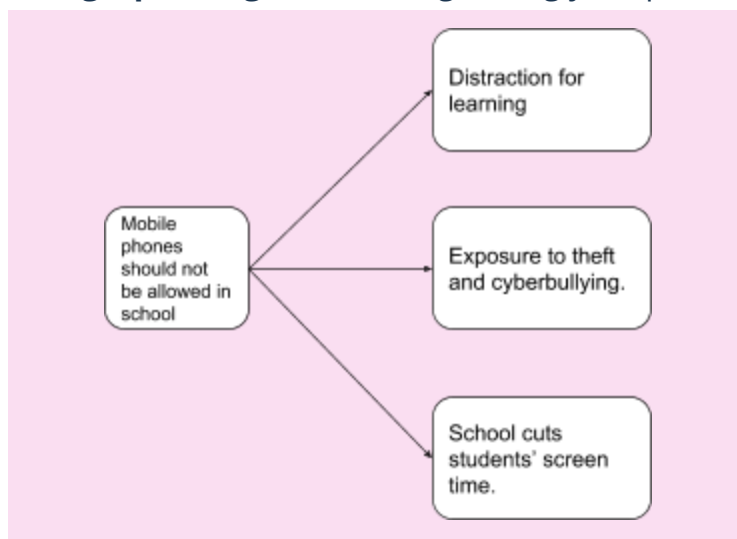 Distraction for
learning
Mobile
phones
should not
be allowed in
school
Exposure to theft
and cyberbullying.
School cuts
students’ screen
time.